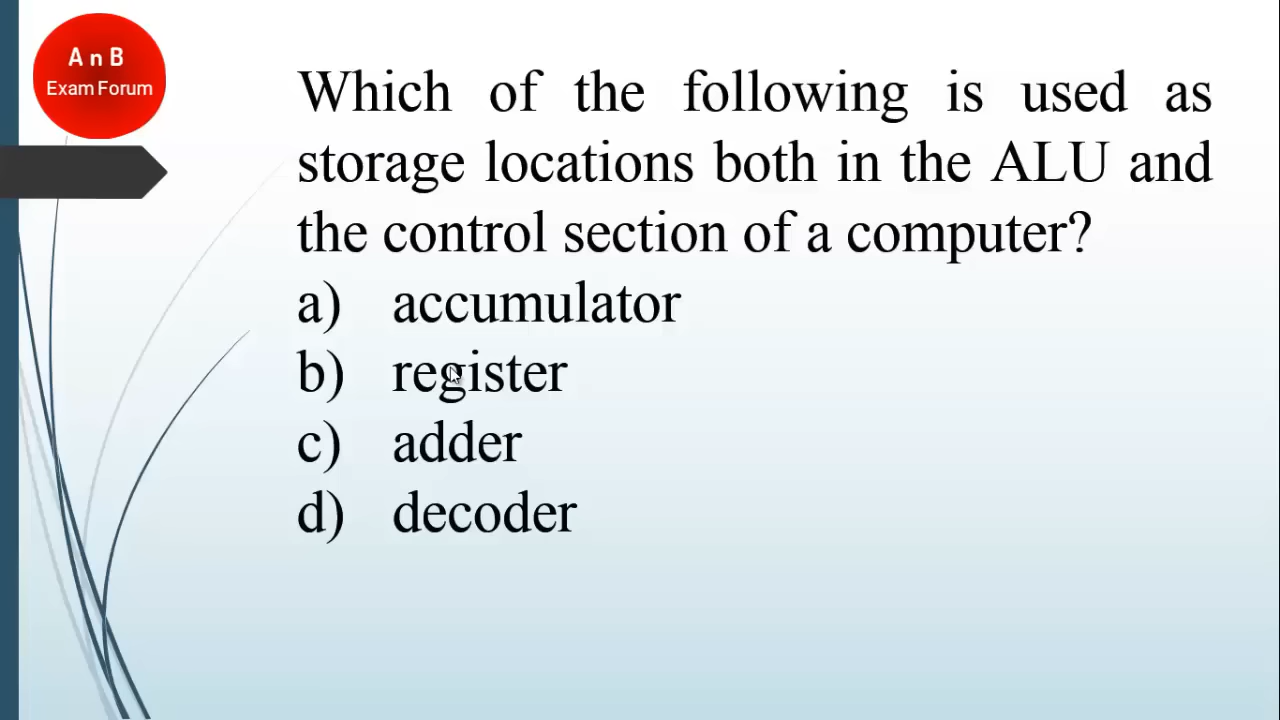 A n B
Exam Forum
Which of the following is used as
storage locations both in the ALU and
the control section of a computer?
a) accumulator
b) register
c) adder
d) decoder